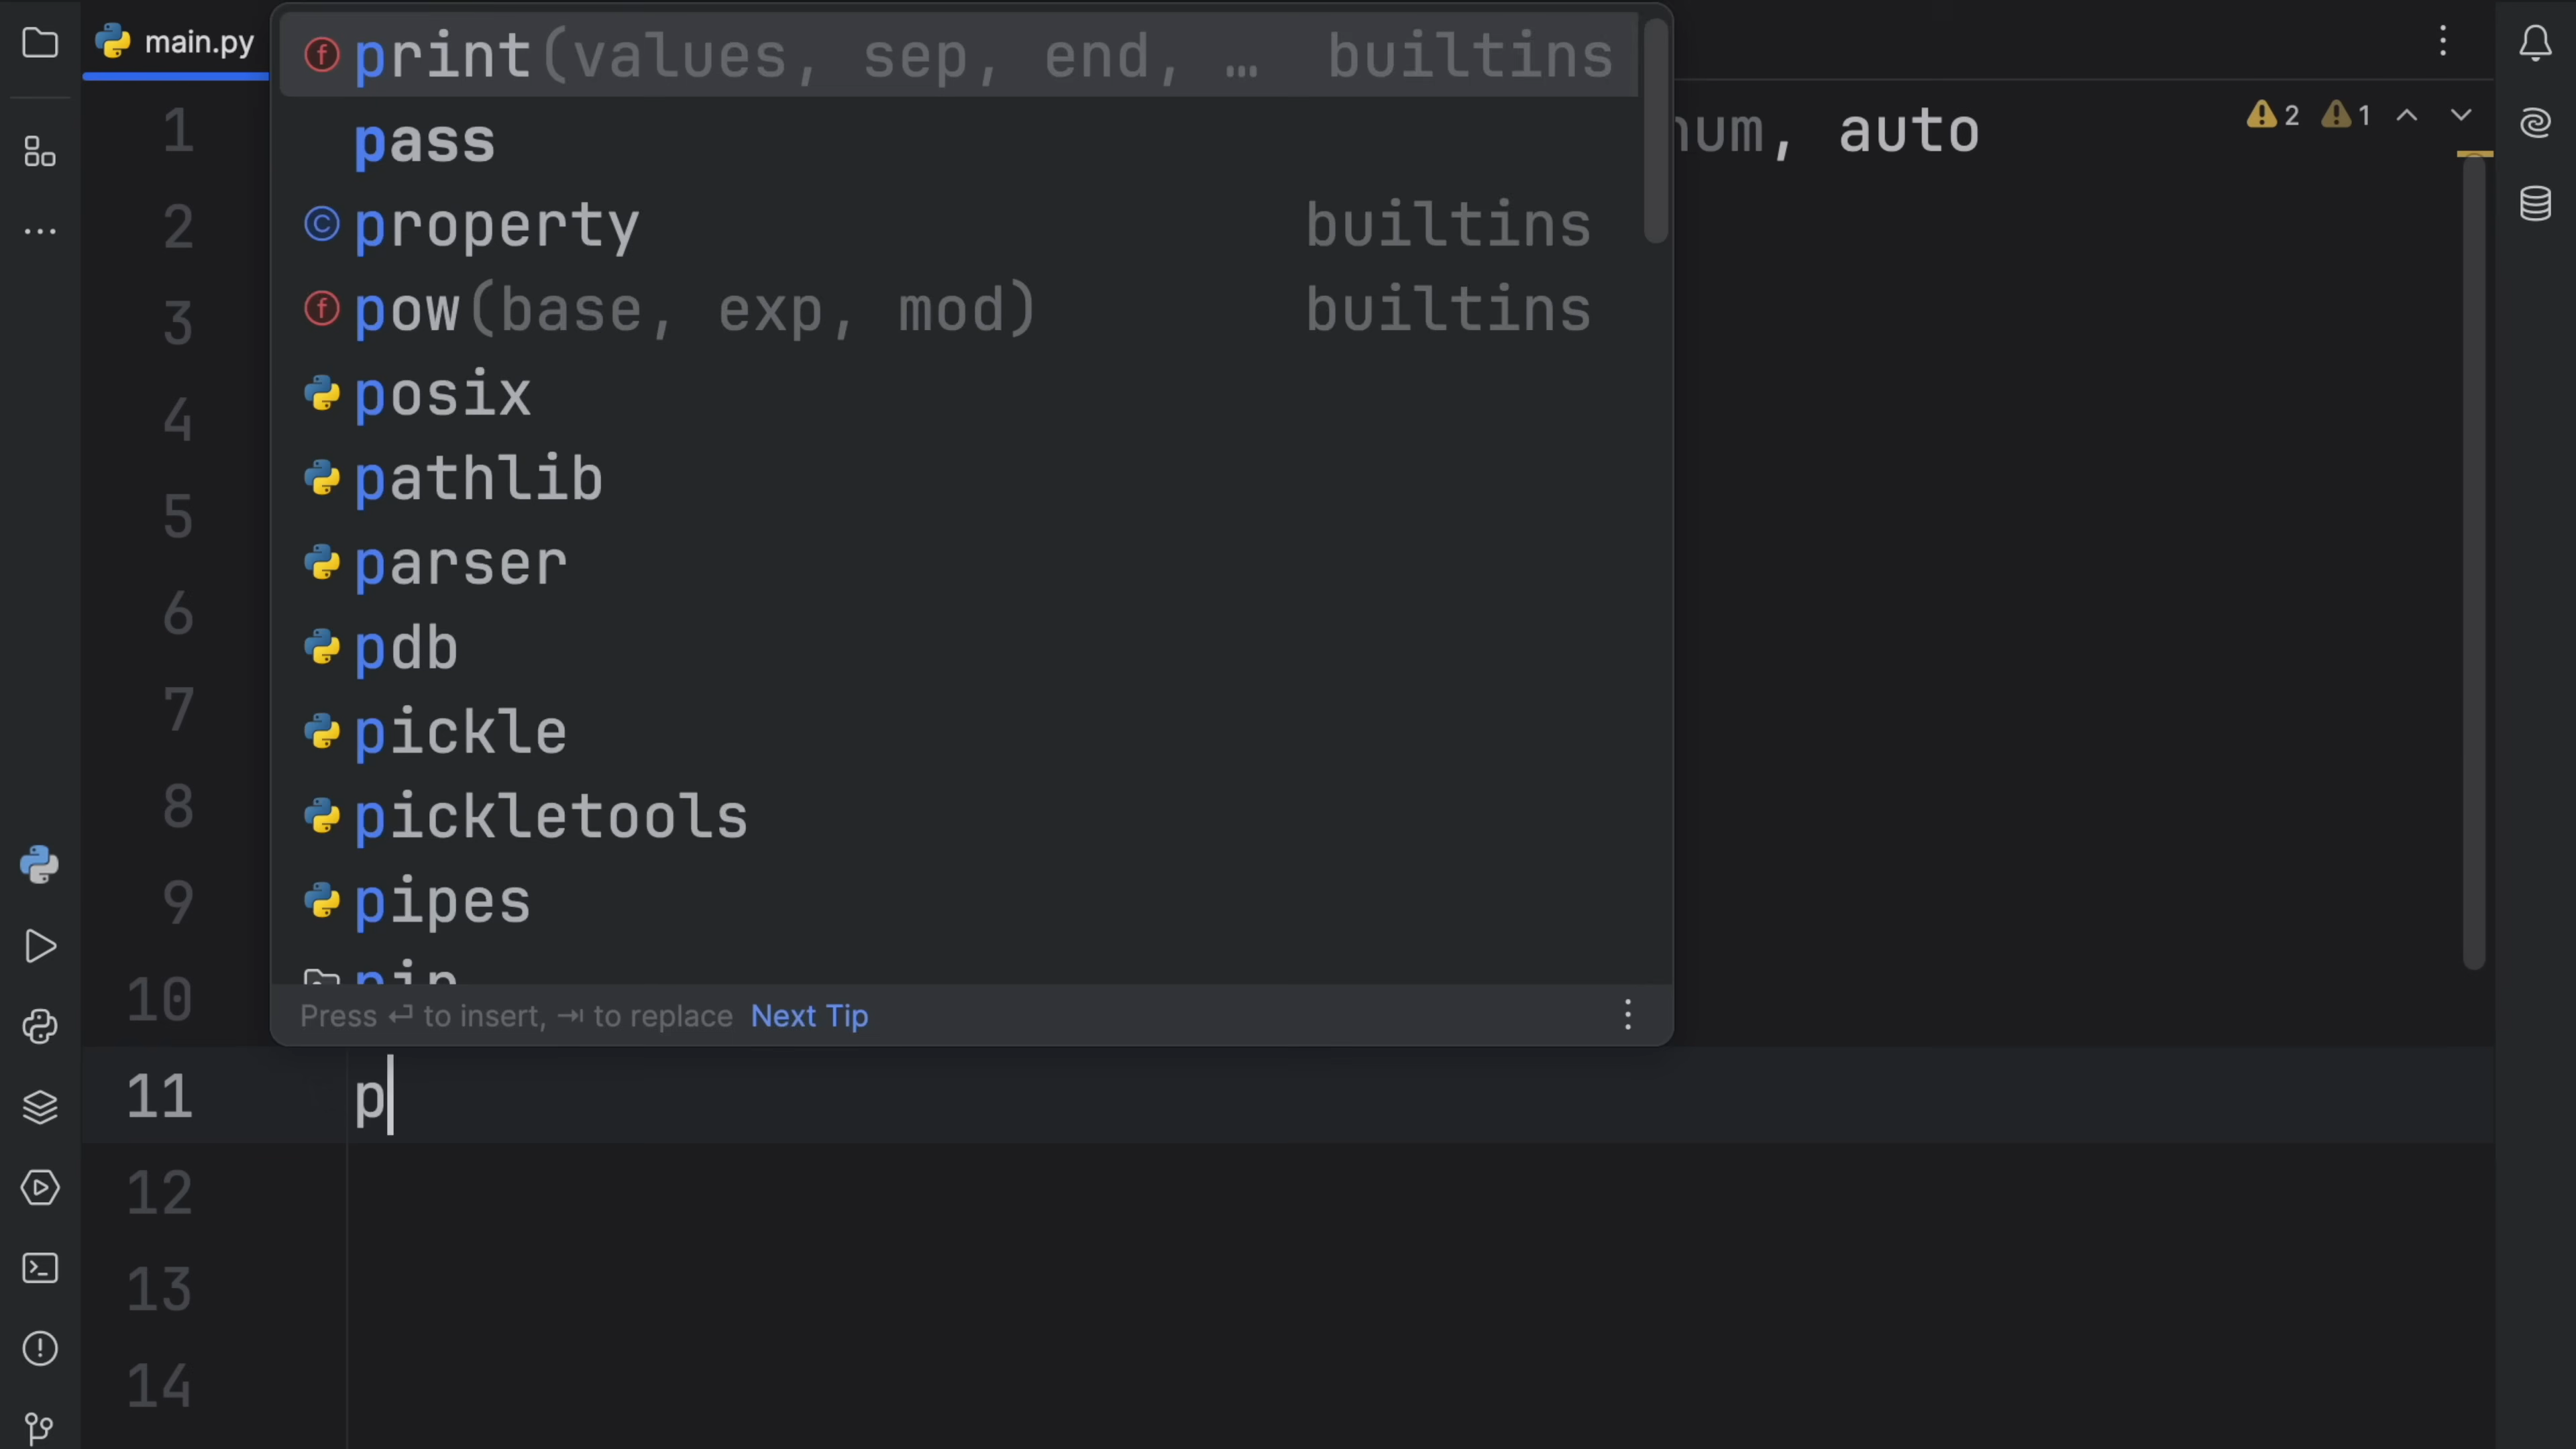 main.py
print(values, sep, end, … builtins
pass
property builtins
pow(base, exp, mod) builtins
posix
pathlib
parser
pdb
pickle
pickletools
pipes
Press ⏎ to insert, ⇥ to replace Next Tip
, auto
2 1
1
2
3
4
5
6
7
8
9
10
11 p
12
13
14